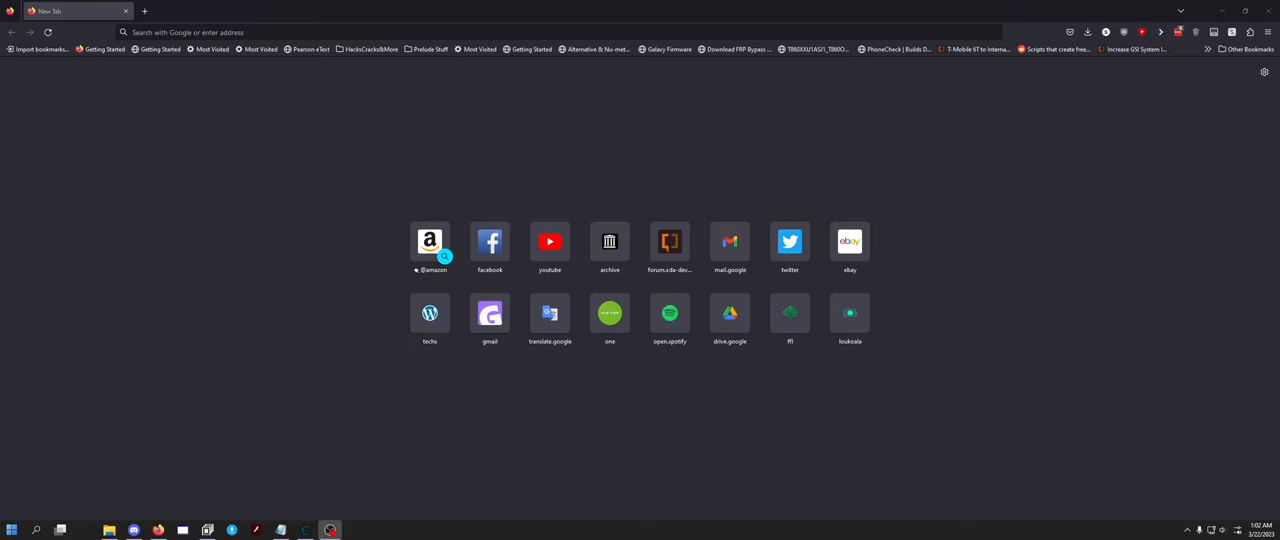 New Tab
Search with Google or enter address
Import bookmarks...
Getting Started
Getting Started
Most Visited
Most Visited
Pearson eText
HacksCracks&More
Prelude Stuff
Most Visited
Getting Started
Alternative & Nu-met...
Galaxy Firmware
Download FRP Bypass ...
T860XXU1ASJ1_T860O...
PhoneCheck | Builds D...
T-Mobile 6T to Interna...
Scripts that create free...
Increase GSI System I...
Other Bookmarks
@amazon
facebook
youtube
archive
forum.xda-dev...
mail.google
twitter
ebay
techx
gmail
translate.google
one
open.spotify
drive.google
ffl
loukoala
1:02 AM
3/22/2023